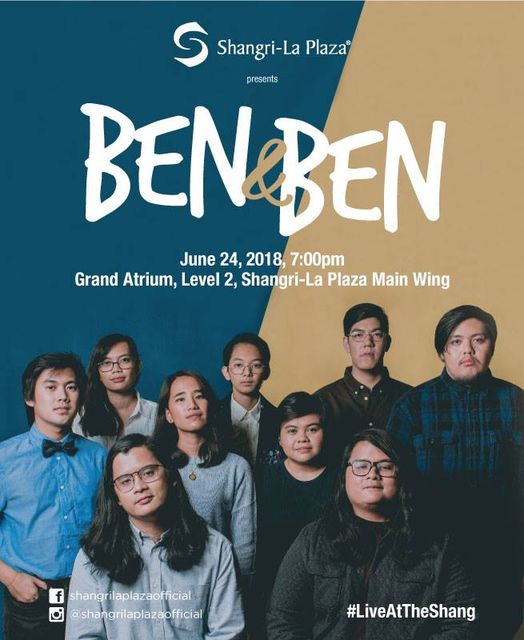 Shangri-La Plaza®
presents
BEN & BEN
June 24, 2018, 7:00pm
Grand Atrium, Level 2, Shangri-La Plaza Main Wing
f shangrilaplazaofficial
@shangrilaplazaofficial
#LiveAtTheShang